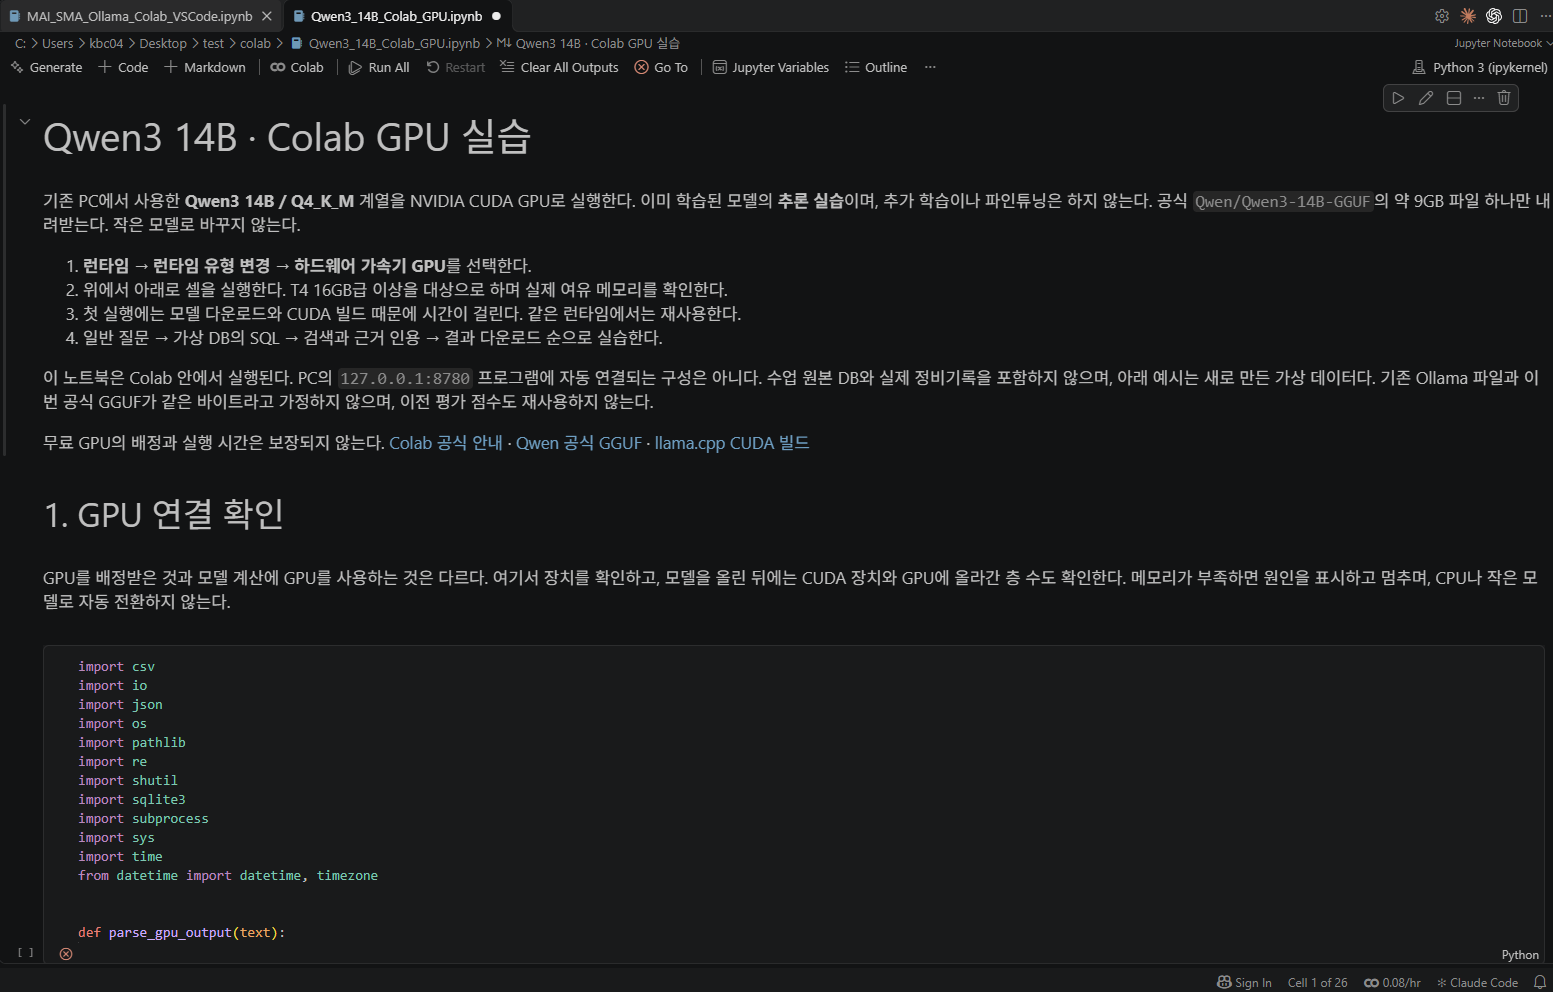 MAI_SMA_Ollama_Colab_VSCode.ipynb
Qwen3_14B_Colab_GPU.ipynb
C: > Users > kbc04 > Desktop > test > colab > Qwen3_14B_Colab_GPU.ipynb > M↓ Qwen3 14B · Colab GPU 실습
Jupyter Notebook
Generate + Code + Markdown Colab Run All Restart Clear All Outputs Go To Jupyter Variables Outline ...
Python 3 (ipykernel)
Qwen3 14B · Colab GPU 실습
기존 PC에서 사용한 Qwen3 14B / Q4_K_M 계열을 NVIDIA CUDA GPU로 실행한다. 이미 학습된 모델의 추론 실습이며, 추가 학습이나 파인튜닝은 하지 않는다. 공식 Qwen/Qwen3-14B-GGUF의 약 9GB 파일 하나만 내
려받는다. 작은 모델로 바꾸지 않는다.
1. 런타임 → 런타임 유형 변경 → 하드웨어 가속기 GPU를 선택한다.
2. 위에서 아래로 셀을 실행한다. T4 16GB급 이상을 대상으로 하며 실제 여유 메모리를 확인한다.
3. 첫 실행에는 모델 다운로드와 CUDA 빌드 때문에 시간이 걸린다. 같은 런타임에서는 재사용한다.
4. 일반 질문 → 가상 DB의 SQL → 검색과 근거 인용 → 결과 다운로드 순으로 실습한다.
이 노트북은 Colab 안에서 실행된다. PC의 127.0.0.1:8780 프로그램에 자동 연결되는 구성은 아니다. 수업 원본 DB와 실제 정비기록을 포함하지 않으며, 아래 예시는 새로 만든 가상 데이터다. 기존 Ollama 파일과 이
번 공식 GGUF가 같은 바이트라고 가정하지 않으며, 이전 평가 점수도 재사용하지 않는다.
무료 GPU의 배정과 실행 시간은 보장되지 않는다. Colab 공식 안내 · Qwen 공식 GGUF · llama.cpp CUDA 빌드
1. GPU 연결 확인
GPU를 배정받은 것과 모델 계산에 GPU를 사용하는 것은 다르다. 여기서 장치를 확인하고, 모델을 올린 뒤에는 CUDA 장치와 GPU에 올라간 층 수도 확인한다. 메모리가 부족하면 원인을 표시하고 멈추며, CPU나 작은 모
델로 자동 전환하지 않는다.
import csv
import io
import json
import os
import pathlib
import re
import shutil
import sqlite3
import subprocess
import sys
import time
from datetime import datetime, timezone
def parse_gpu_output(text):
[ ]
Python
Sign In Cell 1 of 26 0.08/hr Claude Code